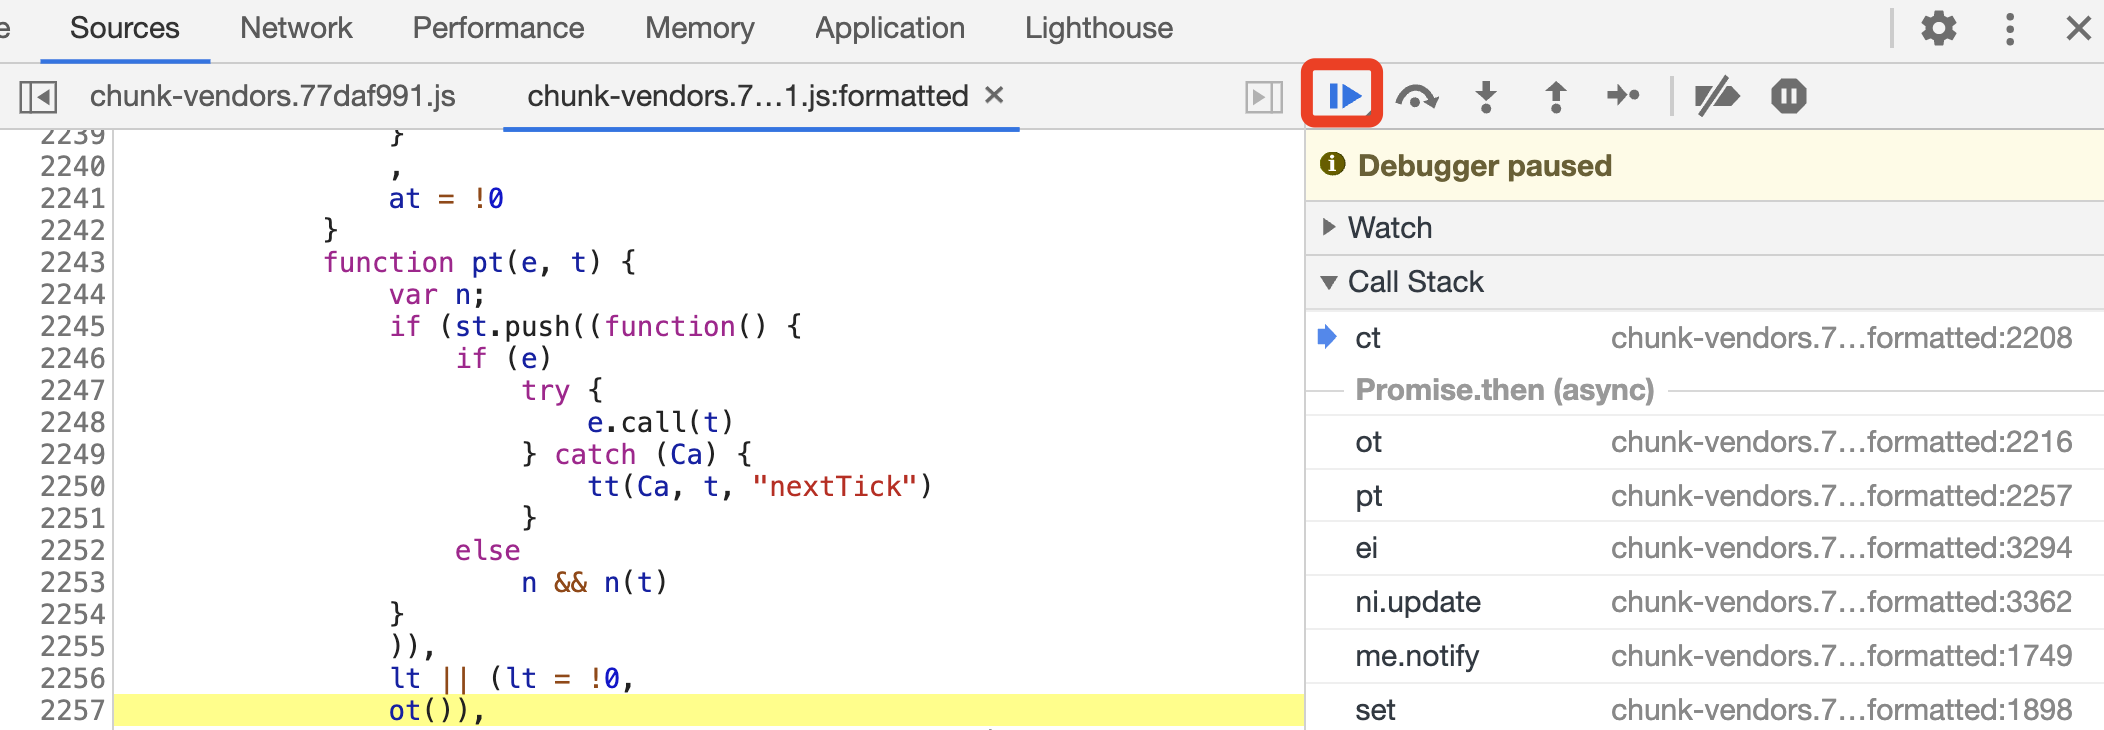 e Sources Network Performance Memory Application Lighthouse
chunk-vendors.77daf991.js chunk-vendors.7…1.js:formatted
2239 }
2240 ,
2241 at = !0
2242 }
2243 function pt(e, t) {
2244 var n;
2245 if (st.push((function() {
2246 if (e)
2247 try {
2248 e.call(t)
2249 } catch (Ca) {
2250 tt(Ca, t, "nextTick")
2251 }
2252 else
2253 n && n(t)
2254 }
2255 )),
2256 lt || (lt = !0,
2257 ot()),
Debugger paused
Watch
Call Stack
ct chunk-vendors.7…formatted:2208
Promise.then (async)
ot chunk-vendors.7…formatted:2216
pt chunk-vendors.7…formatted:2257
ei chunk-vendors.7…formatted:3294
ni.update chunk-vendors.7…formatted:3362
me.notify chunk-vendors.7…formatted:1749
set chunk-vendors.7…formatted:1898